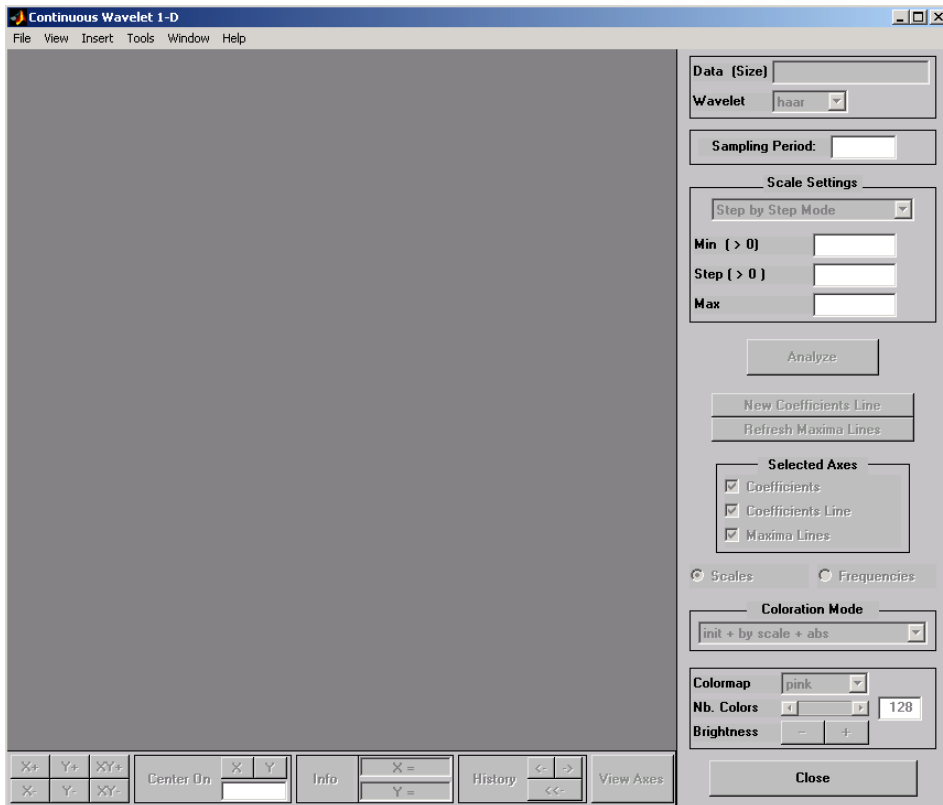 Continuous Wavelet 1-D
File View Insert Tools Window Help
Data (Size)
Wavelet haar
Sampling Period:
Scale Settings
Step by Step Mode
Min ( > 0)
Step ( > 0 )
Max
Analyze
New Coefficients Line
Refresh Maxima Lines
Selected Axes
Coefficients
Coefficients Line
Maxima Lines
Scales Frequencies
Coloration Mode
init + by scale + abs
Colormap pink
Nb. Colors 128
Brightness - +
X+ Y+ XY+
X- Y- XY-
Center On X Y
Info X =
Y =
History <- ->
<<-
View Axes
Close